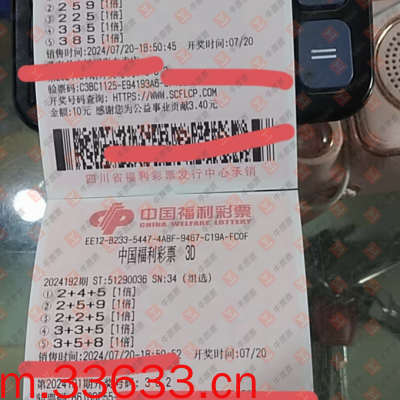 ② 2 5 9 [1倍]
③ 2 2 5 [1倍]
④ 3 3 5 [1倍]
⑤ 3 8 5 [1倍]
销售时间:2024/07/20-18:50:45 开奖时间:07/20
验票码:C3BC1125-E94193A6-
开奖号码查询:HTTPS://WWW.SCFLCP.COM
金额:10元 感谢您为公益事业贡献3.40元
四川省福利彩票发行中心承销
中国福利彩票
CHINA WELFARE LOTTERY
EE12-B233-5447-4A8F-9467-C19A-FC0F
中国福利彩票 3D
2024192期 ST:51290036 SN:34 (组选)
① 2+4+5 [1倍]
② 2+5+9 [1倍]
③ 2+2+5 [1倍]
④ 3+3+5 [1倍]
⑤ 3+5+8 [1倍]
销售时间:2024/07/20-18:50:52 开奖时间:07/20
m.33633.cn